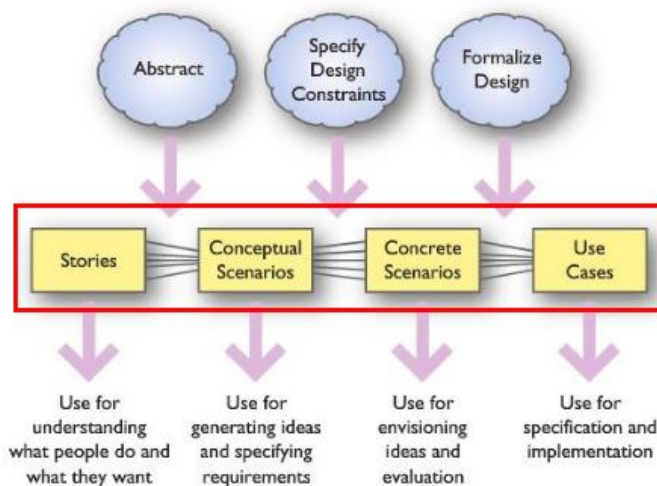 Abstract
Specify
Design
Constraints
Formalize
Design
Stories
Conceptual
Scenarios
Concrete
Scenarios
Use
Cases
Use for
understanding
what people do and
what they want
Use for
generating ideas
and specifying
requirements
Use for
envisioning
ideas and
evaluation
Use for
specification and
implementation